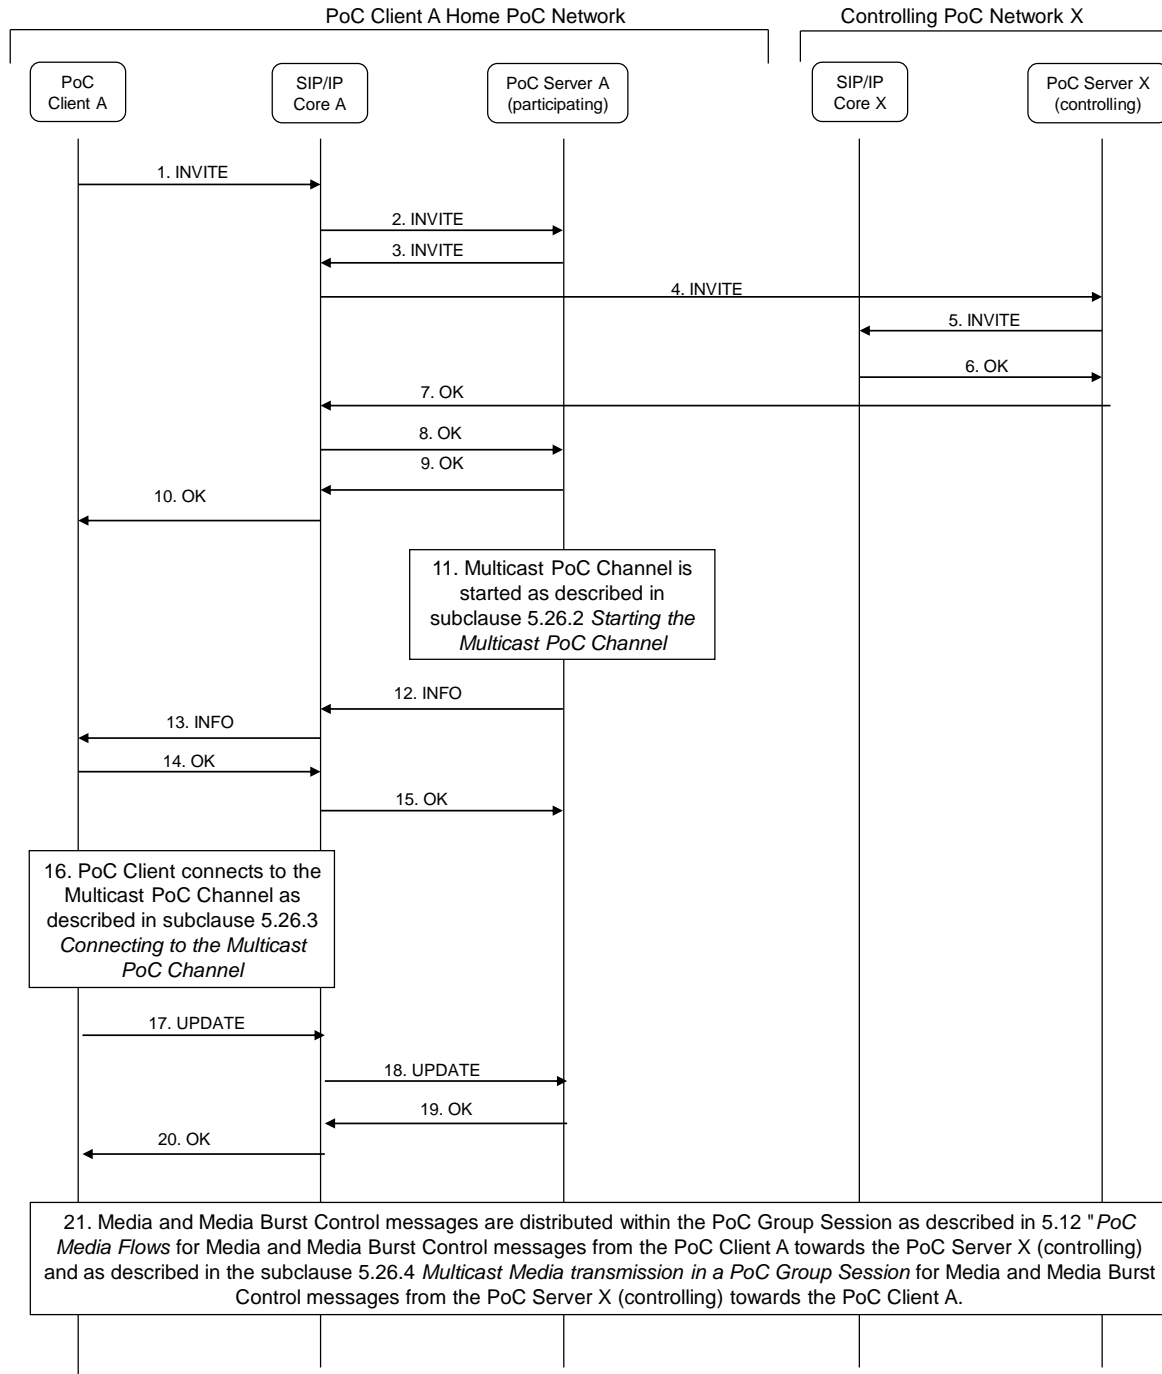 PoC Client A Home PoC Network
Controlling PoC Network X
PoC
Client A
SIP/IP
Core A
PoC Server A
(participating)
SIP/IP
Core X
PoC Server X
(controlling)
1. INVITE
2. INVITE
3. INVITE
4. INVITE
5. INVITE
6. OK
7. OK
8. OK
9. OK
10. OK
11. Multicast PoC Channel is
started as described in
subclause 5.26.2 Starting the
Multicast PoC Channel
12. INFO
13. INFO
14. OK
15. OK
16. PoC Client connects to the
Multicast PoC Channel as
described in subclause 5.26.3
Connecting to the Multicast
PoC Channel
17. UPDATE
18. UPDATE
19. OK
20. OK
21. Media and Media Burst Control messages are distributed within the PoC Group Session as described in 5.12 "PoC
Media Flows for Media and Media Burst Control messages from the PoC Client A towards the PoC Server X (controlling)
and as described in the subclause 5.26.4 Multicast Media transmission in a PoC Group Session for Media and Media Burst
Control messages from the PoC Server X (controlling) towards the PoC Client A.